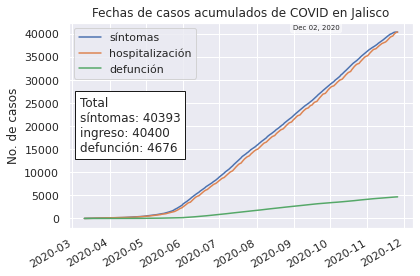 Fechas de casos acumulados de COVID en Jalisco
Dec 02, 2020
síntomas
hospitalización
defunción
Total
síntomas: 40393
ingreso: 40400
defunción: 4676
No. de casos
40000
35000
30000
25000
20000
15000
10000
5000
0
2020-03
2020-04
2020-05
2020-06
2020-07
2020-08
2020-09
2020-10
2020-11
2020-12